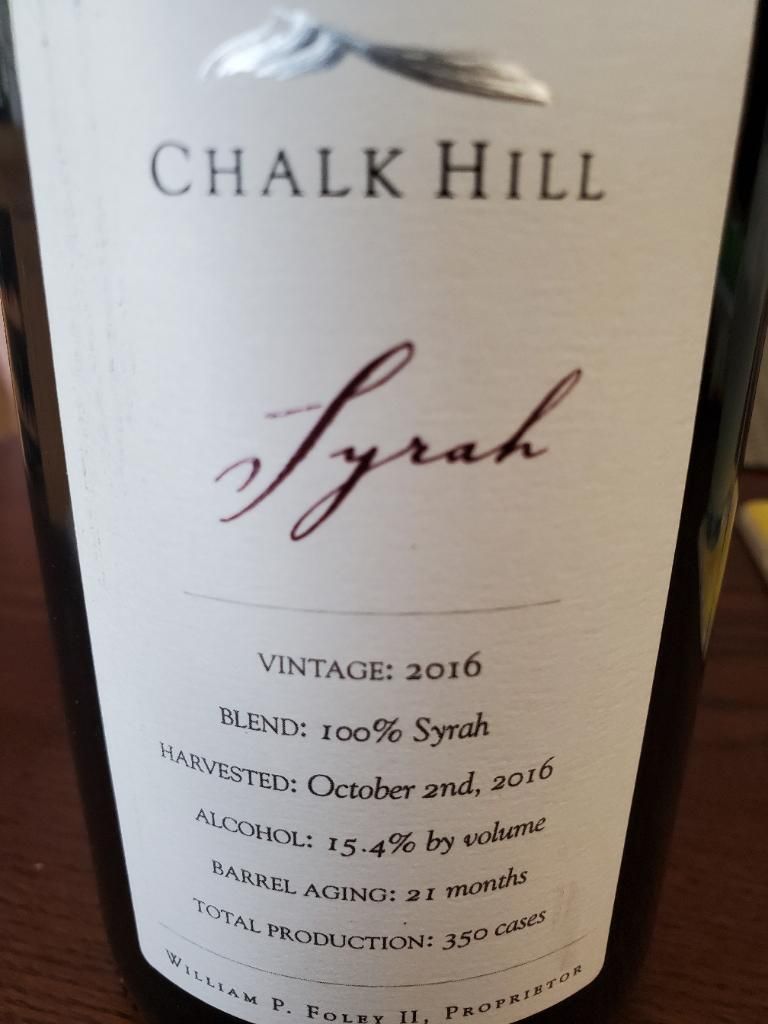 CHALK HILL
Syrah
VINTAGE: 2016
BLEND: 100% Syrah
HARVESTED: October 2nd, 2016
ALCOHOL: 15.4% by volume
BARREL AGING: 21 months
TOTAL PRODUCTION: 350 cases
WILLIAM P. FOLEY II, PROPRIETOR